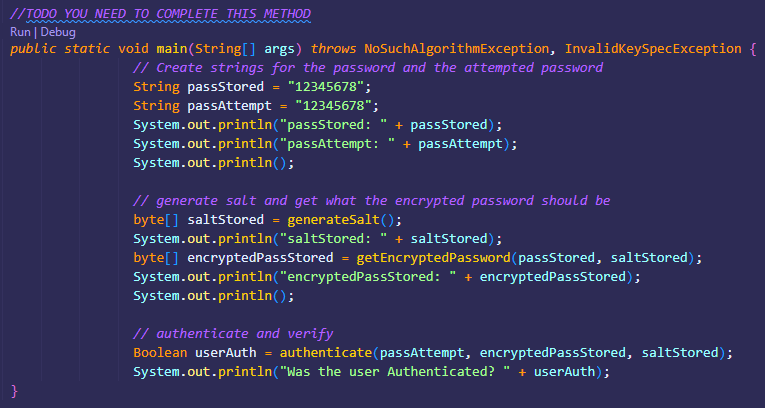 //TODO YOU NEED TO COMPLETE THIS METHOD
Run | Debug
public static void main(String[] args) throws NoSuchAlgorithmException, InvalidKeySpecException {
// Create strings for the password and the attempted password
String passStored = "12345678";
String passAttempt = "12345678";
System.out.println("passStored: " + passStored);
System.out.println("passAttempt: " + passAttempt);
System.out.println();
// generate salt and get what the encrypted password should be
byte[] saltStored = generateSalt();
System.out.println("saltStored: " + saltStored);
byte[] encryptedPassStored = getEncryptedPassword(passStored, saltStored);
System.out.println("encryptedPassStored: " + encryptedPassStored);
System.out.println();
// authenticate and verify
Boolean userAuth = authenticate(passAttempt, encryptedPassStored, saltStored);
System.out.println("Was the user Authenticated? " + userAuth);
}